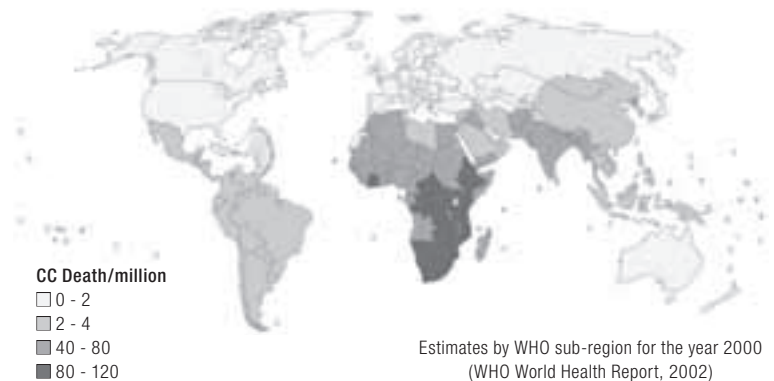 CC Death/million
0 - 2
2 - 4
40 - 80
80 - 120
Estimates by WHO sub-region for the year 2000
(WHO World Health Report, 2002)